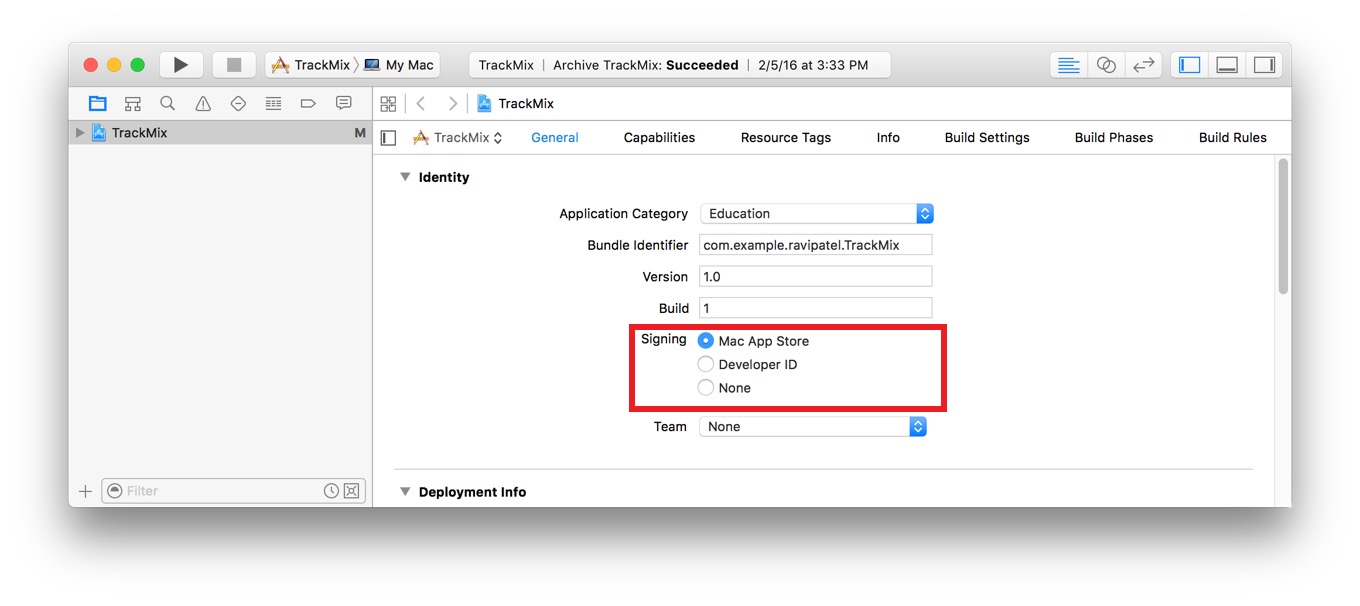 TrackMix My Mac TrackMix | Archive TrackMix: Succeeded | 2/5/16 at 3:33 PM
TrackMix
TrackMix M
TrackMix General Capabilities Resource Tags Info Build Settings Build Phases Build Rules
Identity
Application Category Education
Bundle Identifier com.example.ravipatel.TrackMix
Version 1.0
Build 1
Signing Mac App Store
Developer ID
None
Team None
Filter
Deployment Info